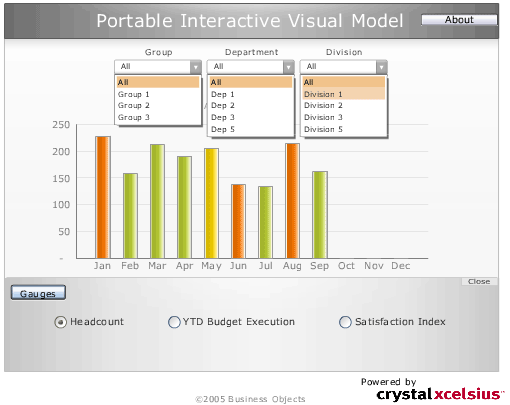 Portable Interactive Visual Model
About
Group Department Division
All All All
All All All
Group 1 Dep 1 Division 1
Group 2 Dep 2 Division 2
Group 3 Dep 3 Division 3
Dep 5 Division 5
250
200
150
100
50
-
Jan Feb Mar Apr May Jun Jul Aug Sep Oct Nov Dec
Close
Gauges
Headcount YTD Budget Execution Satisfaction Index
Powered by
crystalxcelsius™
©2005 Business Objects